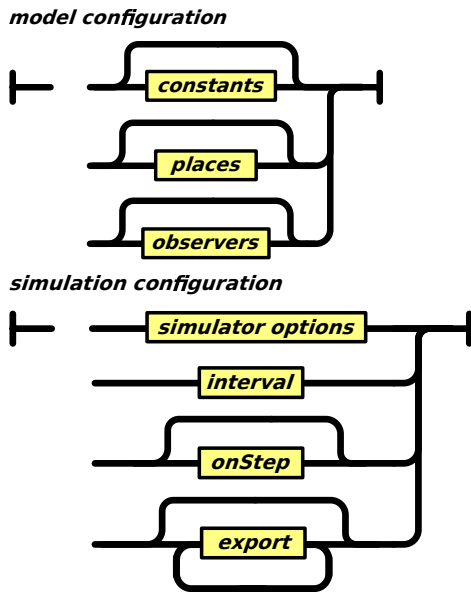 model configuration
constants
places
observers
simulation configuration
simulator options
interval
onStep
export